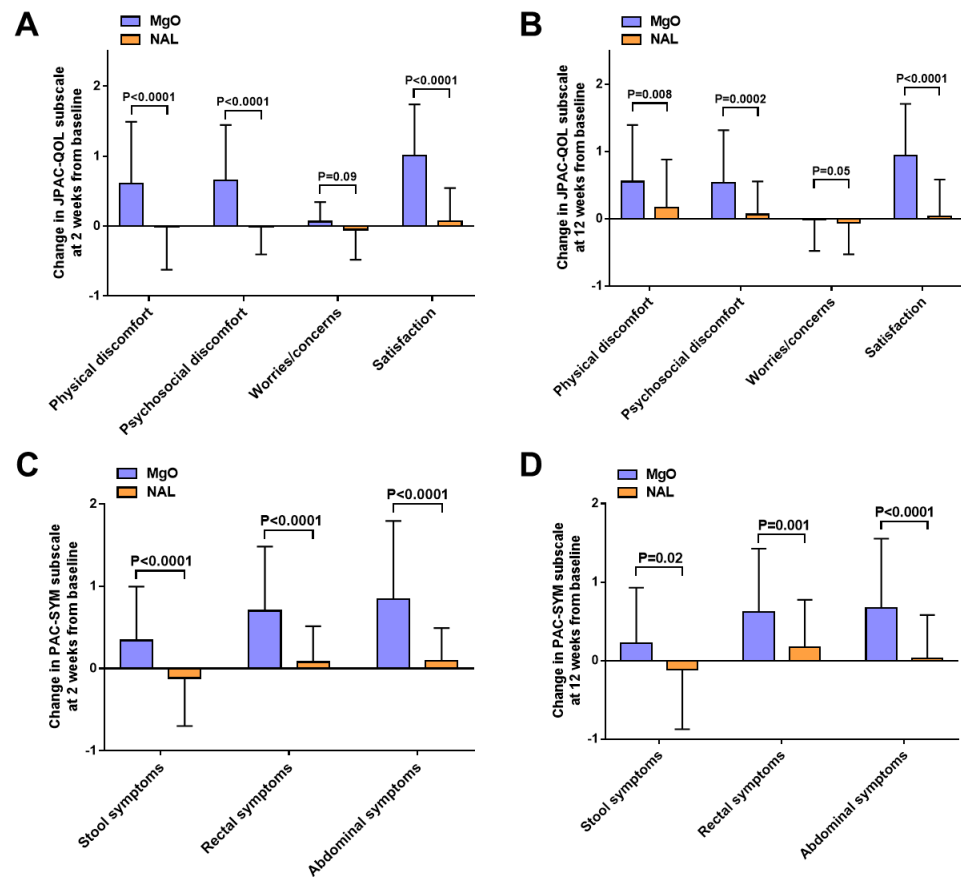 A
MgO
NAL
Change in JPAC-QOL subscale
at 2 weeks from baseline
2
1
0
-1
P<0.0001
P<0.0001
P=0.09
P<0.0001
Physical discomfort
Psychosocial discomfort
Worries/concerns
Satisfaction
B
MgO
NAL
Change in JPAC-QOL subscale
at 12 weeks from baseline
2
1
0
-1
P=0.008
P=0.0002
P=0.05
P<0.0001
Physical discomfort
Psychosocial discomfort
Worries/concerns
Satisfaction
C
MgO
NAL
Change in PAC-SYM subscale
at 2 weeks from baseline
2
1
0
-1
P<0.0001
P<0.0001
P<0.0001
Stool symptoms
Rectal symptoms
Abdominal symptoms
D
MgO
NAL
Change in PAC-SYM subscale
at 12 weeks from baseline
2
1
0
-1
P=0.02
P=0.001
P<0.0001
Stool symptoms
Rectal symptoms
Abdominal symptoms